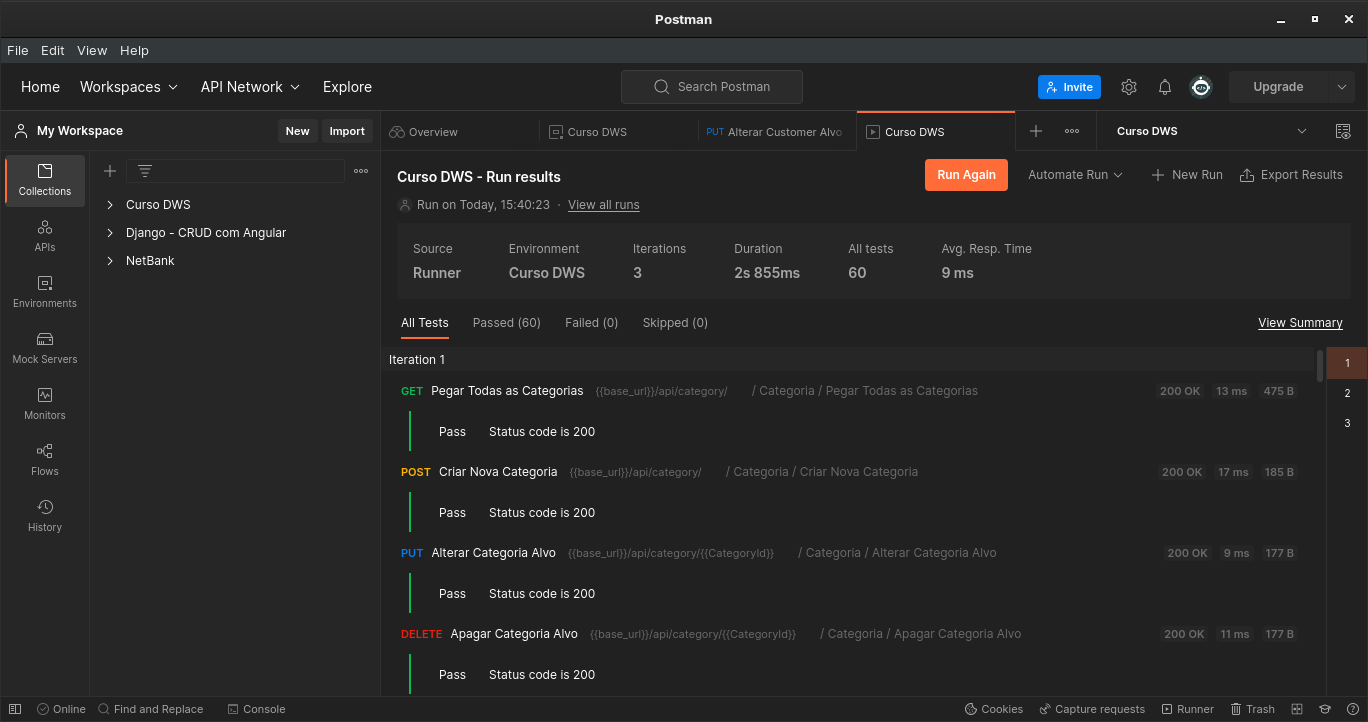 Postman
File Edit View Help
Home Workspaces API Network Explore Search Postman Invite Upgrade
My Workspace New Import Overview Curso DWS PUT Alterar Customer Alvo Curso DWS Curso DWS
Collections
APIs
Environments
Mock Servers
Monitors
Flows
History
Curso DWS
Django - CRUD com Angular
NetBank
Curso DWS - Run results Run Again Automate Run New Run Export Results
Run on Today, 15:40:23 · View all runs
Source Environment Iterations Duration All tests Avg. Resp. Time
Runner Curso DWS 3 2s 855ms 60 9 ms
All Tests Passed (60) Failed (0) Skipped (0) View Summary
Iteration 1
GET Pegar Todas as Categorias {{base_url}}/api/category/ / Categoria / Pegar Todas as Categorias 200 OK 13 ms 475 B
Pass Status code is 200
POST Criar Nova Categoria {{base_url}}/api/category/ / Categoria / Criar Nova Categoria 200 OK 17 ms 185 B
Pass Status code is 200
PUT Alterar Categoria Alvo {{base_url}}/api/category/{{CategoryId}} / Categoria / Alterar Categoria Alvo 200 OK 9 ms 177 B
Pass Status code is 200
DELETE Apagar Categoria Alvo {{base_url}}/api/category/{{CategoryId}} / Categoria / Apagar Categoria Alvo 200 OK 11 ms 177 B
Pass Status code is 200
1
2
3
Online Find and Replace Console Cookies Capture requests Runner Trash